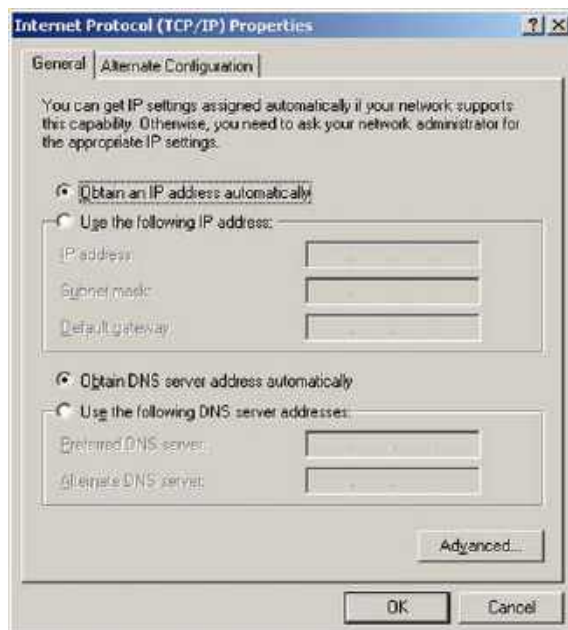 Internet Protocol (TCP/IP) Properties
General
Alternate Configuration
You can get IP settings assigned automatically if your network supports
this capability. Otherwise, you need to ask your network administrator for
the appropriate IP settings.
Obtain an IP address automatically
Use the following IP address:
IP address:
Subnet mask:
Default gateway:
Obtain DNS server address automatically
Use the following DNS server addresses:
Preferred DNS server:
Alternate DNS server:
Advanced...
OK
Cancel